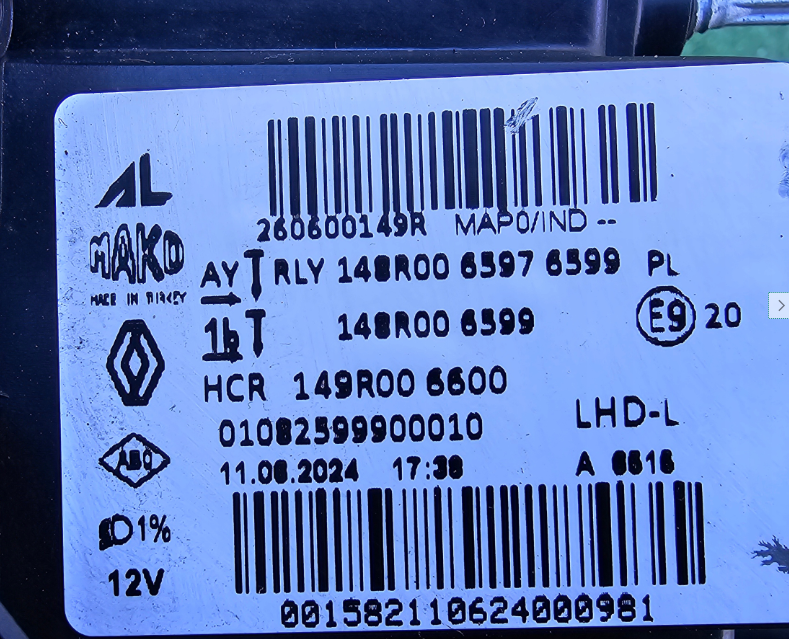 260600149R MAP0/IND --
AL
MAKO
MADE IN TURKEY
AY RLY 148R00 6597 6599 PL
1b 148R00 6599
E9 20
HCR 149R00 6600
01082599900010
LHD-L
11.06.2024 17:38
A 6616
1%
12V
001582110624000981